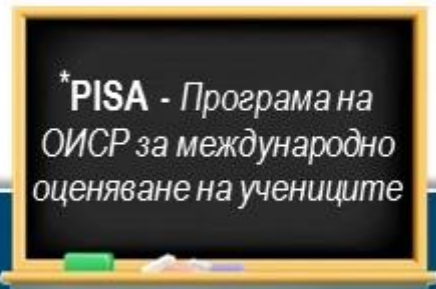 *PISA - Програма на
ОИСР за международно
оценяване на учениците